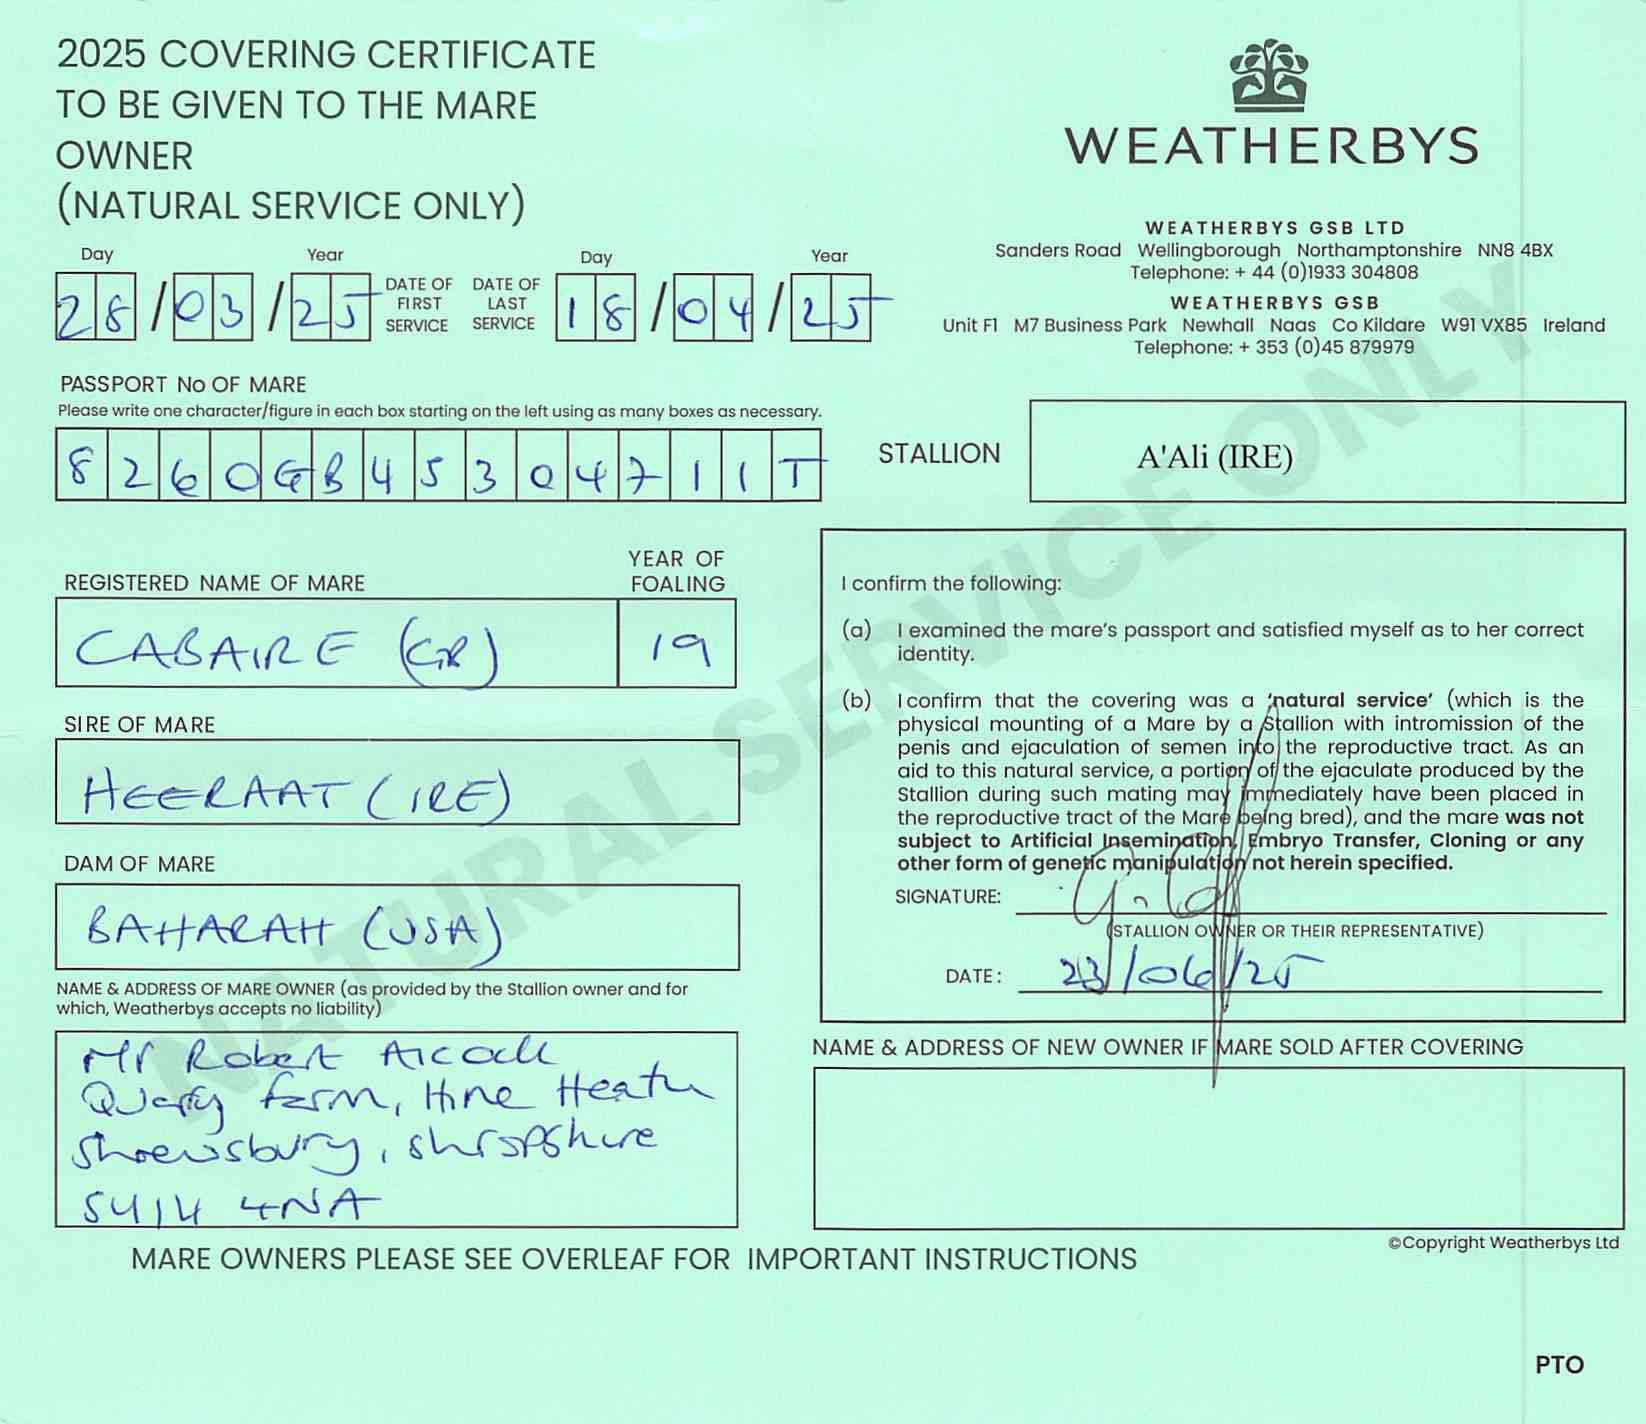 2025 COVERING CERTIFICATE
TO BE GIVEN TO THE MARE
OWNER
(NATURAL SERVICE ONLY)
WEATHERBYS
WEATHERBYS GSB LTD
Sanders Road Wellingborough Northamptonshire NN8 4BX
Telephone: + 44 (0)1933 304808
WEATHERBYS GSB
Unit F1 M7 Business Park Newhall Naas Co Kildare W91 VX85 Ireland
Telephone: + 353 (0)45 879979
Day Year
28/03/25
DATE OF FIRST SERVICE
DATE OF LAST SERVICE
Day Year
18/04/25
PASSPORT No OF MARE
Please write one character/figure in each box starting on the left using as many boxes as necessary.
8260GB45304711T
STALLION
A'Ali (IRE)
REGISTERED NAME OF MARE
YEAR OF FOALING
CABAIRE (GB)
19
SIRE OF MARE
HEERAAT (IRE)
DAM OF MARE
BAHARAH (USA)
NAME & ADDRESS OF MARE OWNER (as provided by the Stallion owner and for
which, Weatherbys accepts no liability)
Mr Robert Alcock
Quarry farm, Hine Heath
Shrewsbury, Shropshire
SY14 4NA
I confirm the following:
(a) I examined the mare's passport and satisfied myself as to her correct
identity.
(b) I confirm that the covering was a 'natural service' (which is the
physical mounting of a Mare by a Stallion with intromission of the
penis and ejaculation of semen into the reproductive tract. As an
aid to this natural service, a portion of the ejaculate produced by the
Stallion during such mating may immediately have been placed in
the reproductive tract of the Mare being bred), and the mare was not
subject to Artificial Insemination, Embryo Transfer, Cloning or any
other form of genetic manipulation not herein specified.
SIGNATURE:
(STALLION OWNER OR THEIR REPRESENTATIVE)
DATE: 23/06/25
NAME & ADDRESS OF NEW OWNER IF MARE SOLD AFTER COVERING
©Copyright Weatherbys Ltd
MARE OWNERS PLEASE SEE OVERLEAF FOR IMPORTANT INSTRUCTIONS
PTO
NATURAL SERVICE ONLY